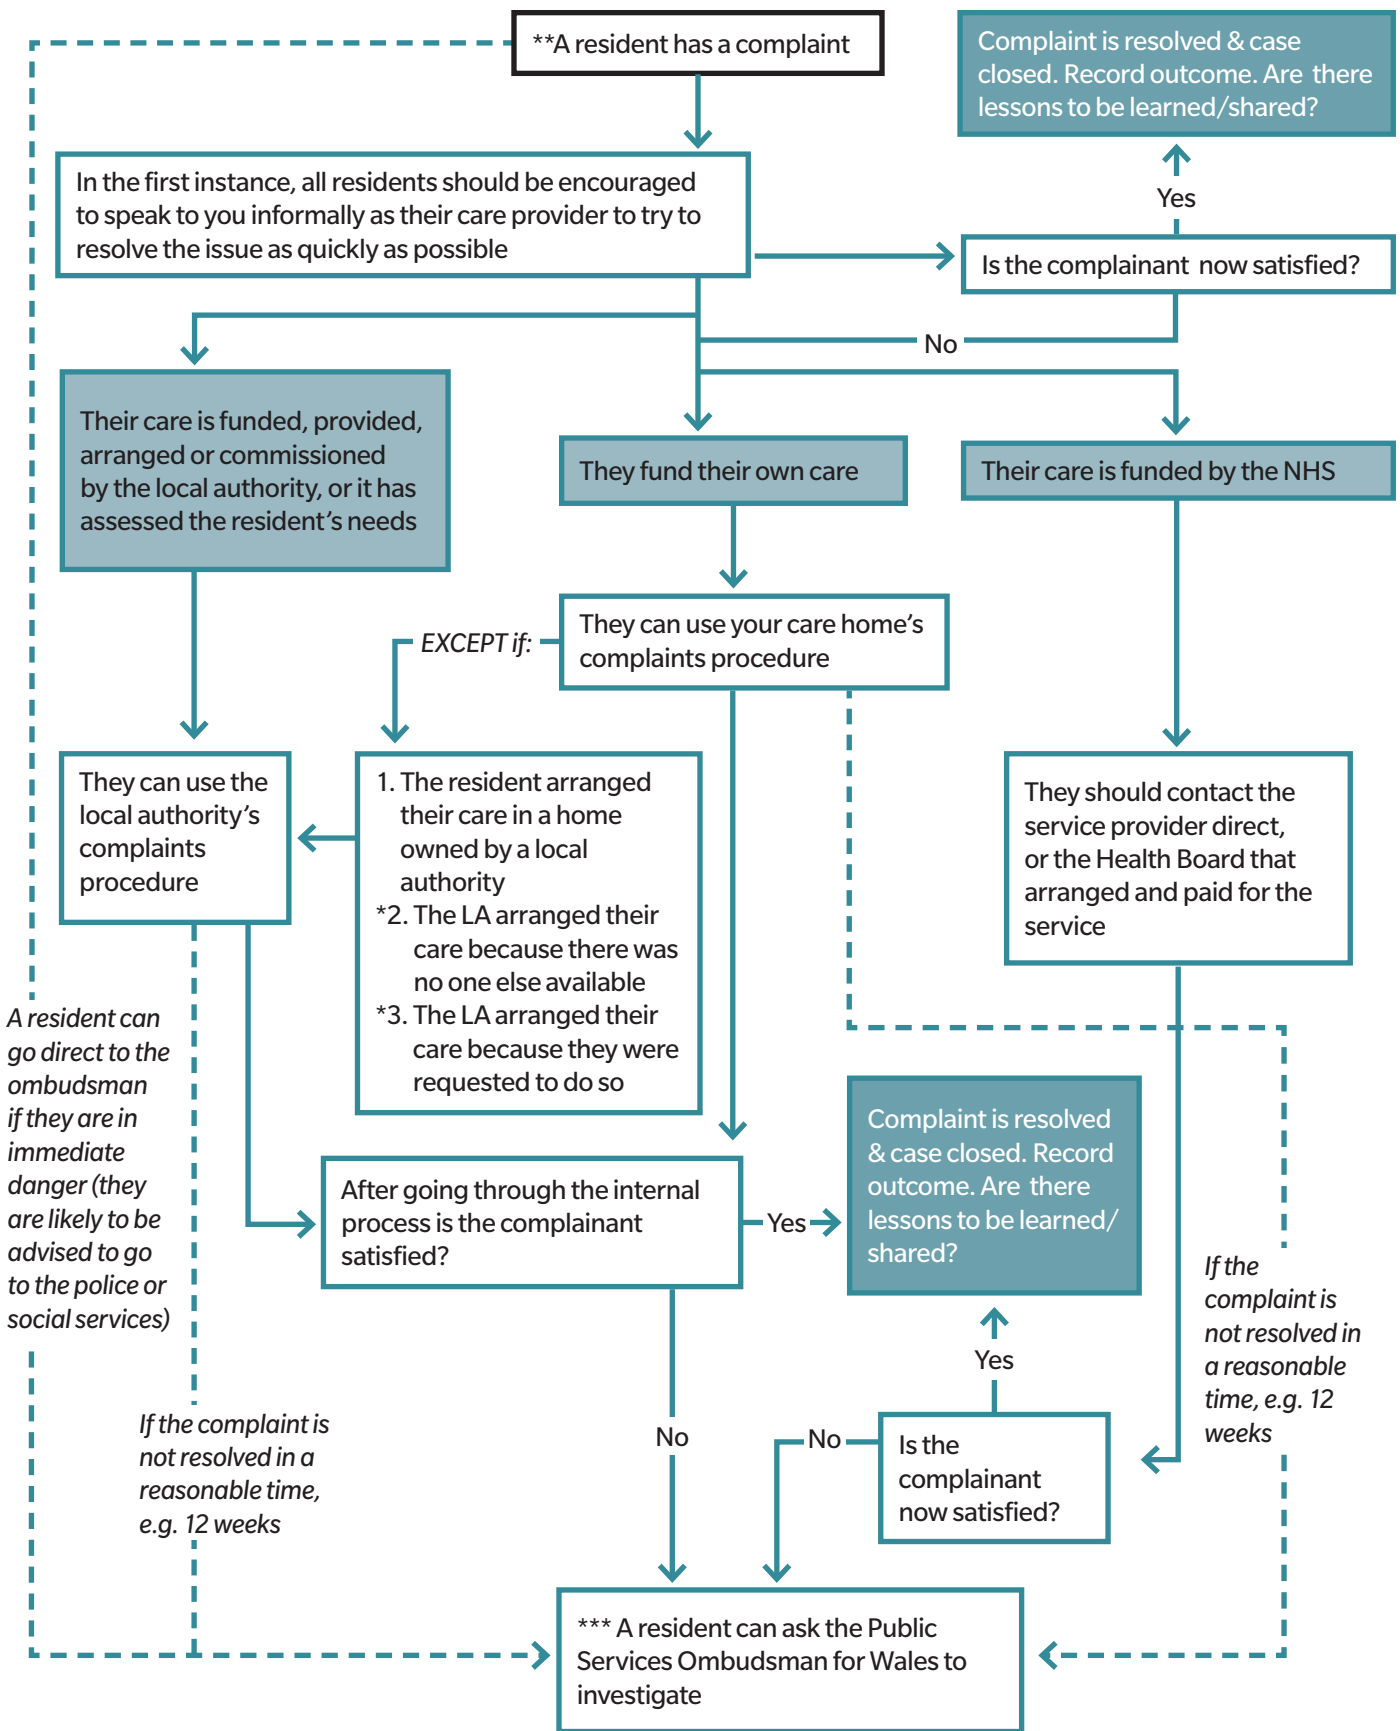 **A resident has a complaint
Complaint is resolved & case
closed. Record outcome. Are there
lessons to be learned/shared?
In the first instance, all residents should be encouraged
to speak to you informally as their care provider to try to
resolve the issue as quickly as possible
Yes
Is the complainant now satisfied?
No
Their care is funded, provided,
arranged or commissioned
by the local authority, or it has
assessed the resident’s needs
They fund their own care
Their care is funded by the NHS
EXCEPT if:
They can use your care home’s
complaints procedure
They can use the
local authority’s
complaints
procedure
1. The resident arranged
their care in a home
owned by a local
authority
*2. The LA arranged their
care because there was
no one else available
*3. The LA arranged their
care because they were
requested to do so
They should contact the
service provider direct,
or the Health Board that
arranged and paid for the
service
A resident can
go direct to the
ombudsman
if they are in
immediate
danger (they
are likely to be
advised to go
to the police or
social services)
After going through the internal
process is the complainant
satisfied?
Yes
Complaint is resolved
& case closed. Record
outcome. Are there
lessons to be learned/
shared?
If the
complaint is
not resolved in
a reasonable
time, e.g. 12
weeks
Yes
If the complaint is
not resolved in a
reasonable time,
e.g. 12 weeks
No
No
Is the
complainant
now satisfied?
*** A resident can ask the Public
Services Ombudsman for Wales to
investigate